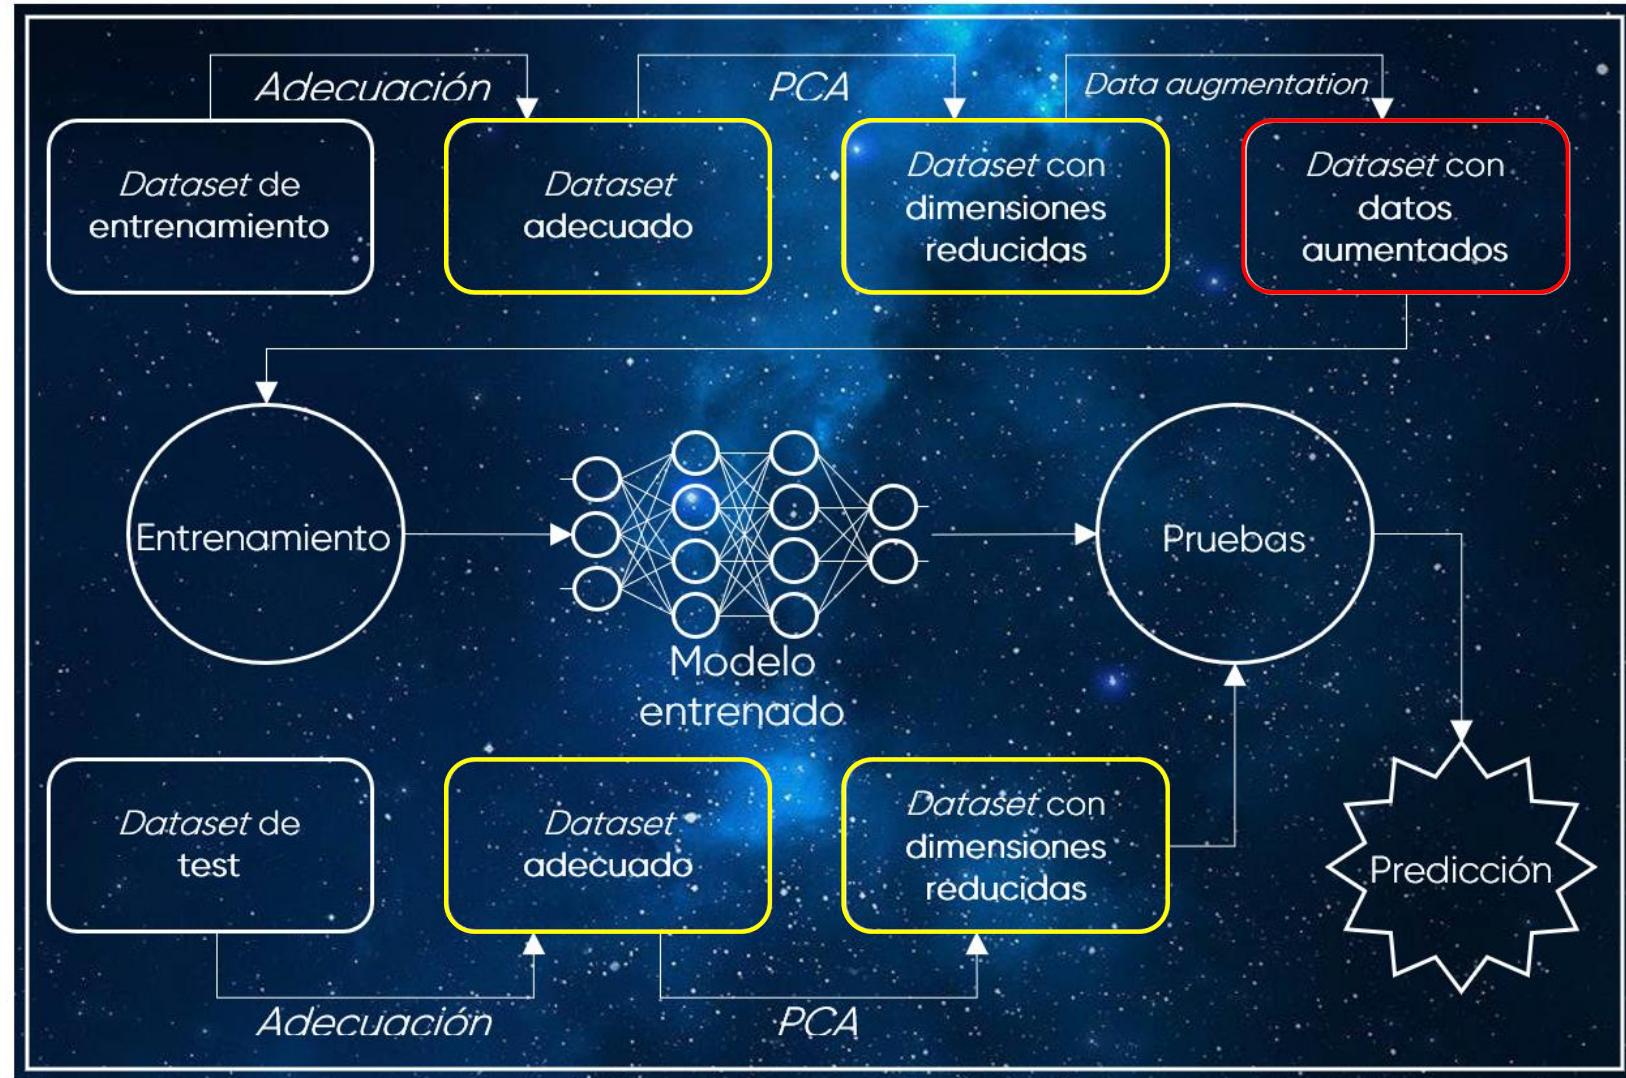 Adecuación
PCA
Data augmentation
Dataset de
entrenamiento
Dataset
adecuado
Dataset con
dimensiones
reducidas
Dataset con
datos
aumentados
Entrenamiento
Modelo
entrenado
Pruebas
Dataset de
test
Dataset
adecuado
Dataset con
dimensiones
reducidas
Predicción
Adecuación
PCA